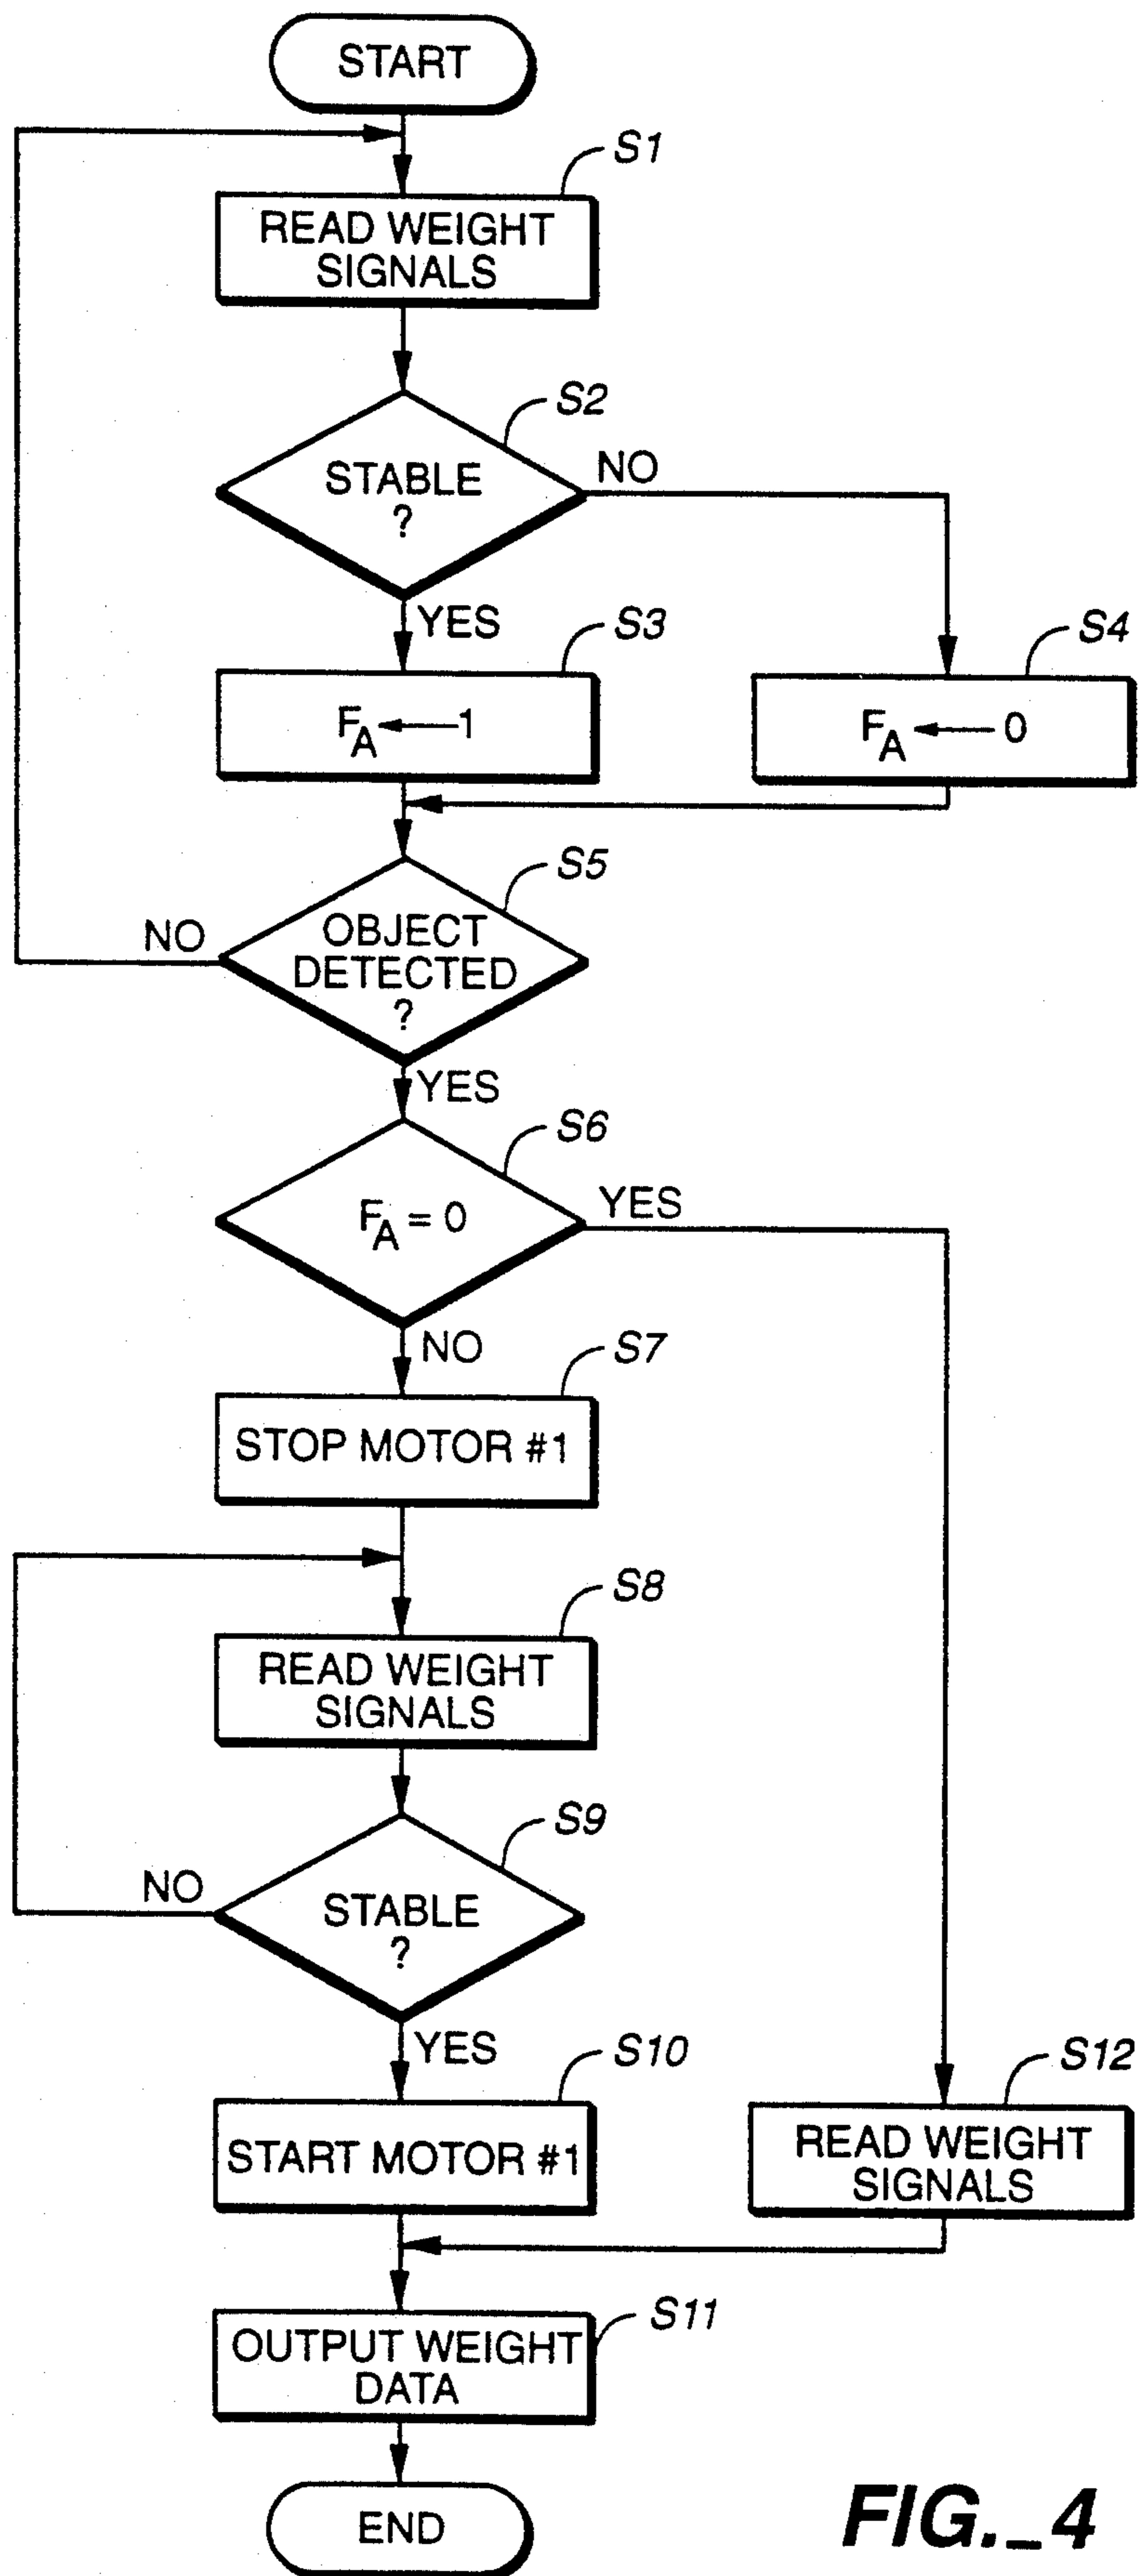 START
S1
READ WEIGHT
SIGNALS
S2
STABLE
?
NO
YES
S3
FA ← 1
S4
FA ← 0
S5
NO
OBJECT
DETECTED
?
YES
S6
FA = 0
YES
NO
S7
STOP MOTOR #1
S8
READ WEIGHT
SIGNALS
S9
NO
STABLE
?
YES
S10
START MOTOR #1
S12
READ WEIGHT
SIGNALS
S11
OUTPUT WEIGHT
DATA
END
FIG._4